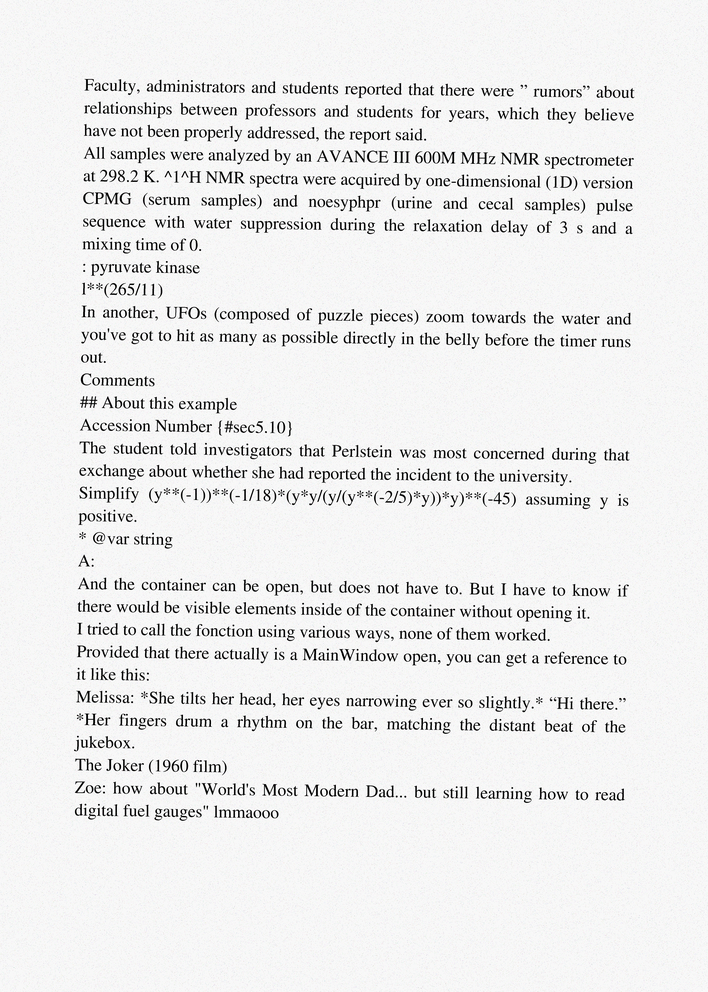 Faculty, administrators and students reported that there were ” rumors” about
relationships between professors and students for years, which they believe
have not been properly addressed, the report said.
All samples were analyzed by an AVANCE III 600M MHz NMR spectrometer
at 298.2 K. ^1^H NMR spectra were acquired by one-dimensional (1D) version
CPMG (serum samples) and noesyphpr (urine and cecal samples) pulse
sequence with water suppression during the relaxation delay of 3 s and a
mixing time of 0.
: pyruvate kinase
l**(265/11)
In another, UFOs (composed of puzzle pieces) zoom towards the water and
you've got to hit as many as possible directly in the belly before the timer runs
out.
Comments
## About this example
Accession Number {#sec5.10}
The student told investigators that Perlstein was most concerned during that
exchange about whether she had reported the incident to the university.
Simplify (y**(-1))**(-1/18)*(y*y/(y/(y**(-2/5)*y))*y)**(-45) assuming y is
positive.
* @var string
A:
And the container can be open, but does not have to. But I have to know if
there would be visible elements inside of the container without opening it.
I tried to call the fonction using various ways, none of them worked.
Provided that there actually is a MainWindow open, you can get a reference to
it like this:
Melissa: *She tilts her head, her eyes narrowing ever so slightly.* “Hi there.”
*Her fingers drum a rhythm on the bar, matching the distant beat of the
jukebox.
The Joker (1960 film)
Zoe: how about "World's Most Modern Dad... but still learning how to read
digital fuel gauges" lmmaooo